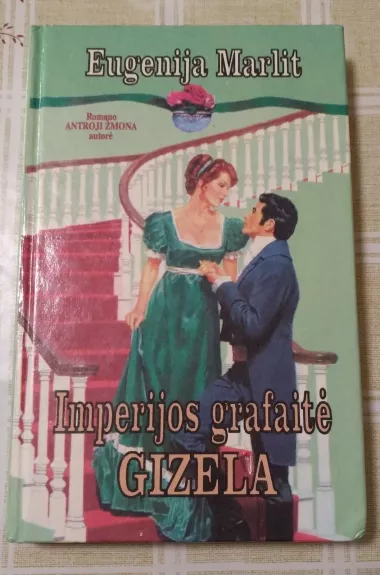 Eugenija Marlit
Romano
ANTROJI ŽMONA
autorė
Imperijos grafaitė
GIZELA